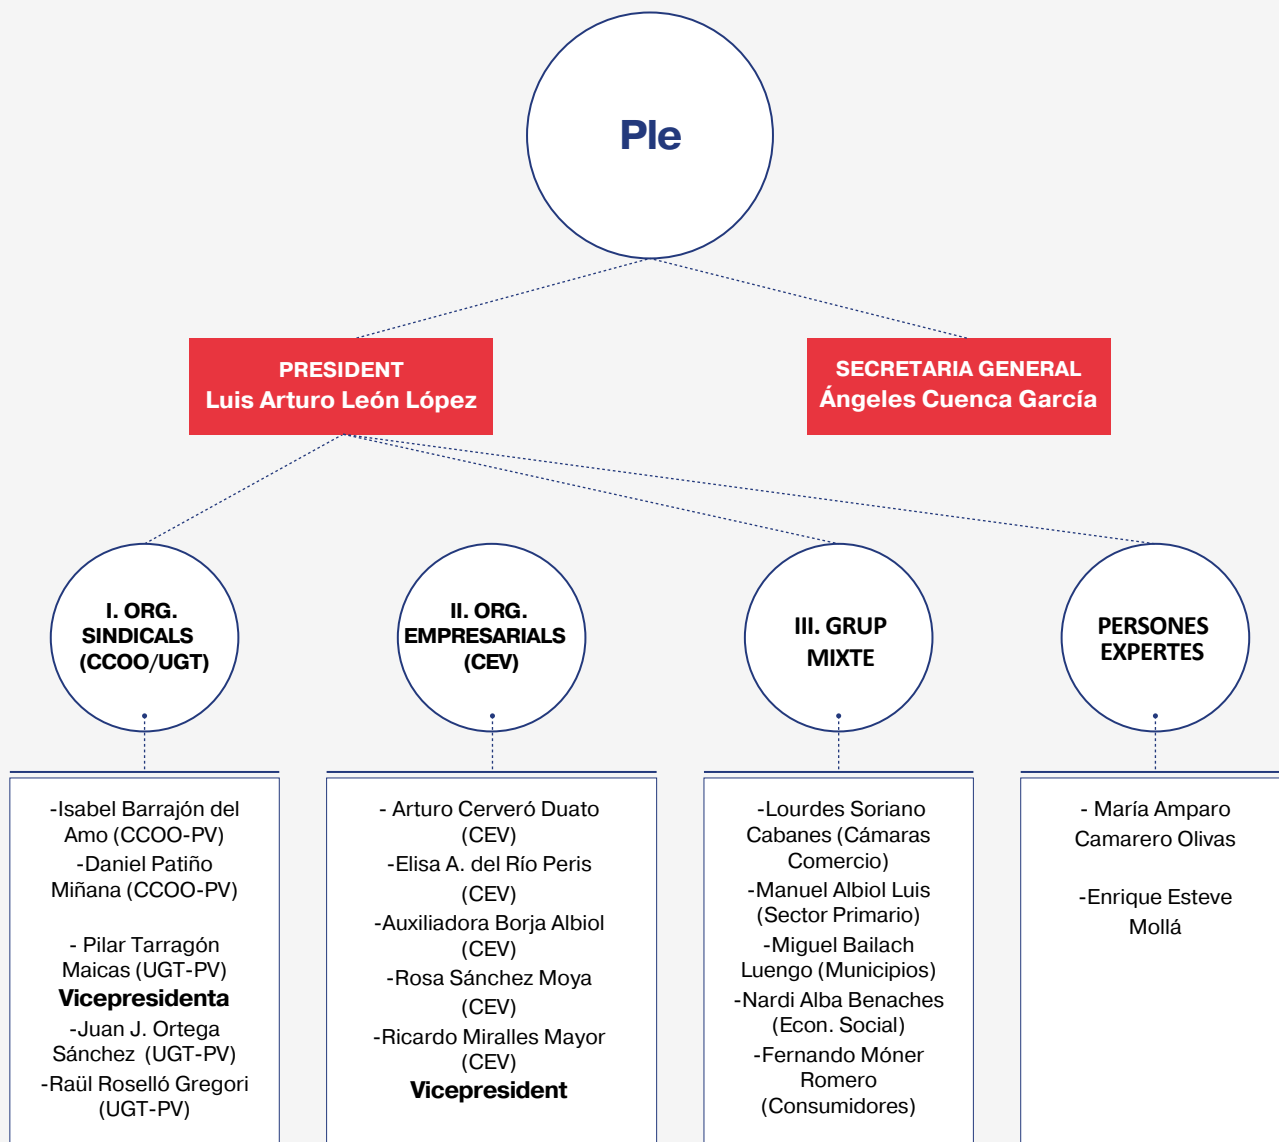 Ple
PRESIDENT
Luis Arturo León López
SECRETARIA GENERAL
Ángeles Cuenca García
I. ORG.
SINDICALS
(CCOO/UGT)
II. ORG.
EMPRESARIALS
(CEV)
III. GRUP
MIXTE
PERSONES
EXPERTES
-Isabel Barrajón del
Amo (CCOO-PV)
-Daniel Patiño
Miñana (CCOO-PV)
- Pilar Tarragón
Maicas (UGT-PV)
Vicepresidenta
-Juan J. Ortega
Sánchez (UGT-PV)
-Raül Roselló Gregori
(UGT-PV)
- Arturo Cerveró Duato
(CEV)
-Elisa A. del Río Peris
(CEV)
-Auxiliadora Borja Albiol
(CEV)
-Rosa Sánchez Moya
(CEV)
-Ricardo Miralles Mayor
(CEV)
Vicepresident
-Lourdes Soriano
Cabanes (Cámaras
Comercio)
-Manuel Albiol Luis
(Sector Primario)
-Miguel Bailach
Luengo (Municipios)
-Nardi Alba Benaches
(Econ. Social)
-Fernando Móner
Romero
(Consumidores)
- María Amparo
Camarero Olivas
-Enrique Esteve
Mollá